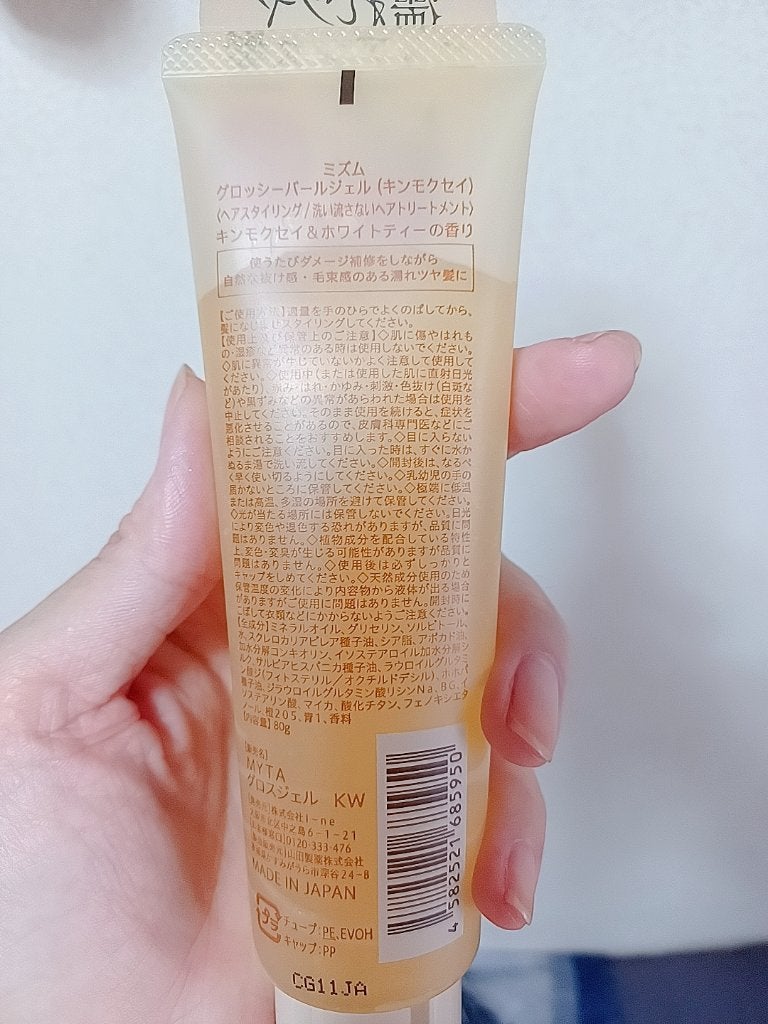 ミズム
グロッシーパールジェル (キンモクセイ)
〈ヘアスタイリング/洗い流さないヘアトリートメント〉
キンモクセイ&ホワイトティーの香り
使うたびダメージ補修をしながら
自然な抜け感・毛束感のある濡れツヤ髪に
【ご使用方法】適量を手のひらでよくのばしてから、
髪になじませスタイリングしてください。
【使用上及び保管上のご注意】◇肌に傷やはれも
の・湿疹など異常のある時は使用しないでください。
◇肌に異常が生じていないかよく注意して使用して
ください。◇使用中(または使用した肌に直射日光
があたり)、赤み・はれ・かゆみ・刺激・色抜け(白斑な
ど)や黒ずみなどの異常があらわれた場合は使用を
中止してください。そのまま使用を続けると、症状を
悪化させることがあるので、皮膚科専門医などにご
相談されることをおすすめします。◇目に入らない
ようにご注意ください。目に入った時は、すぐに水か
ぬるま湯で洗い流してください。◇開封後は、なるべ
く早く使い切るようにしてください。◇乳幼児の手の
届かないところに保管してください。◇極端に低温
または高温、多湿の場所を避けて保管してください。
◇光が当たる場所には保管しないでください。日光
により変色や退色する恐れがありますが、品質に問
題はありません。◇植物成分を配合している特性
上、変色・変臭が生じる可能性がありますが品質に
問題はありません。◇使用後は必ずしっかりと
キャップをしめてください。◇天然成分使用のため
保管温度の変化により内容物から液体が出る場合
がありますがご使用に問題はありません。開封時に
こぼして衣類などにかからないようご注意ください。
【全成分】ミネラルオイル、グリセリン、ソルビトール、
水、スクレロカリアビレア種子油、シア脂、アボカド油、
加水分解コンキオリン、イソステアロイル加水分解シ
ルク、サルビアヒスパニカ種子油、ラウロイルグルタミ
ン酸ジ(フィトステリル/オクチルドデシル)、ホホバ
種子油、ジラウロイルグルタミン酸リシンNa、BG、イ
ソステアリン酸、マイカ、酸化チタン、フェノキシエタ
ノール、橙205、青1、香料
【内容量】80g
【販売名】
MYTA
グロスジェル KW
【発売元】株式会社I-ne
大阪市北区中之島6-1-21
0120-333-476
山田製薬株式会社
かすみがうら市深谷24-8
MADE IN JAPAN
プラ
チューブ:PE、EVOH
キャップ:PP
4 582521 685950
CG11JA